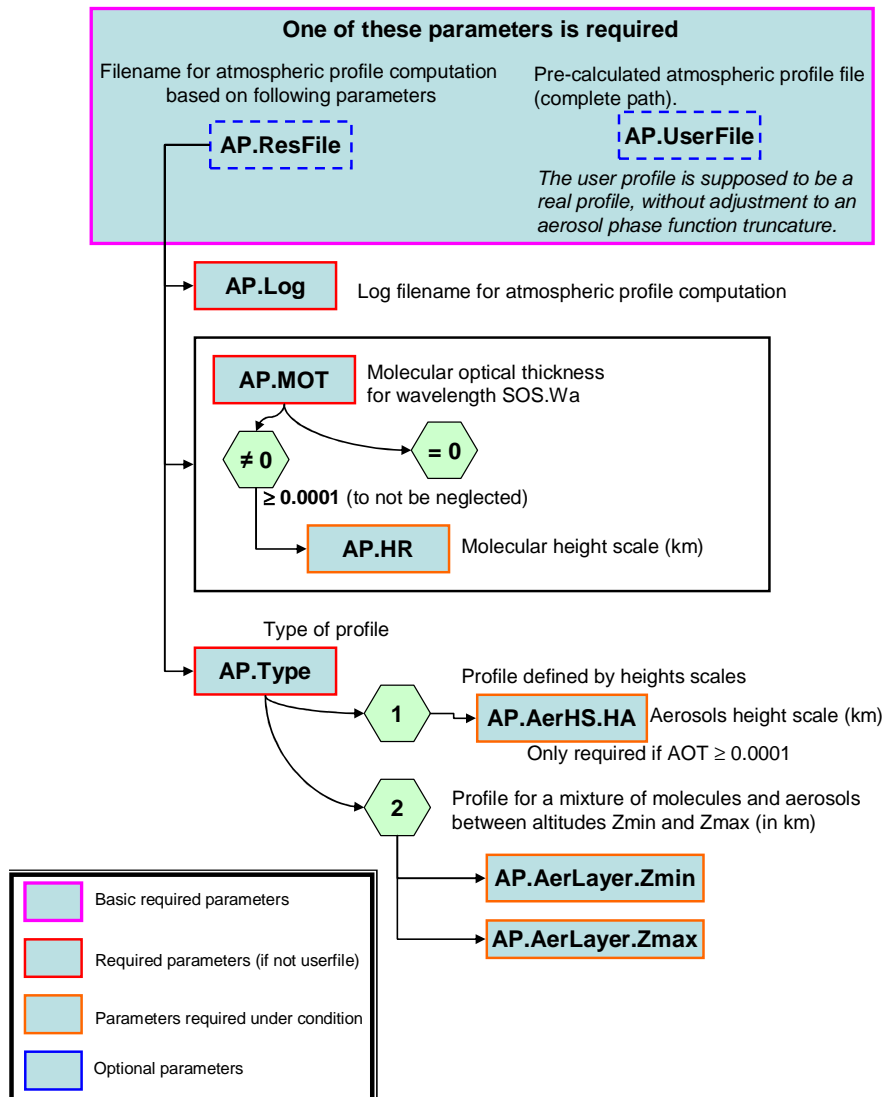 One of these parameters is required
Filename for atmospheric profile computation
based on following parameters
AP.ResFile
Pre-calculated atmospheric profile file
(complete path).
AP.UserFile
The user profile is supposed to be a
real profile, without adjustment to an
aerosol phase function truncature.
AP.Log
Log filename for atmospheric profile computation
AP.MOT
Molecular optical thickness
for wavelength SOS.Wa
≠ 0
= 0
≥ 0.0001 (to not be neglected)
AP.HR
Molecular height scale (km)
Type of profile
AP.Type
Profile defined by heights scales
1
AP.AerHS.HA
Aerosols height scale (km)
Only required if AOT ≥ 0.0001
2
Profile for a mixture of molecules and aerosols
between altitudes Zmin and Zmax (in km)
AP.AerLayer.Zmin
AP.AerLayer.Zmax
Basic required parameters
Required parameters (if not userfile)
Parameters required under condition
Optional parameters